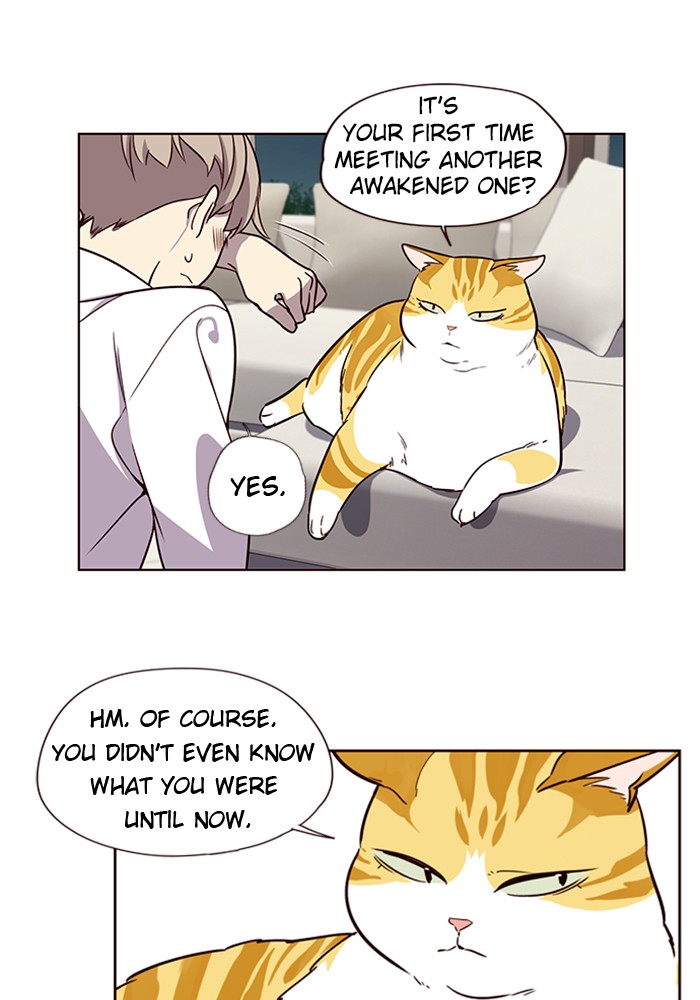 IT'S
YOUR FIRST TIME
MEETING ANOTHER
AWAKENED ONE?
YES.
HM. OF COURSE.
YOU DIDN'T EVEN KNOW
WHAT YOU WERE
UNTIL NOW.